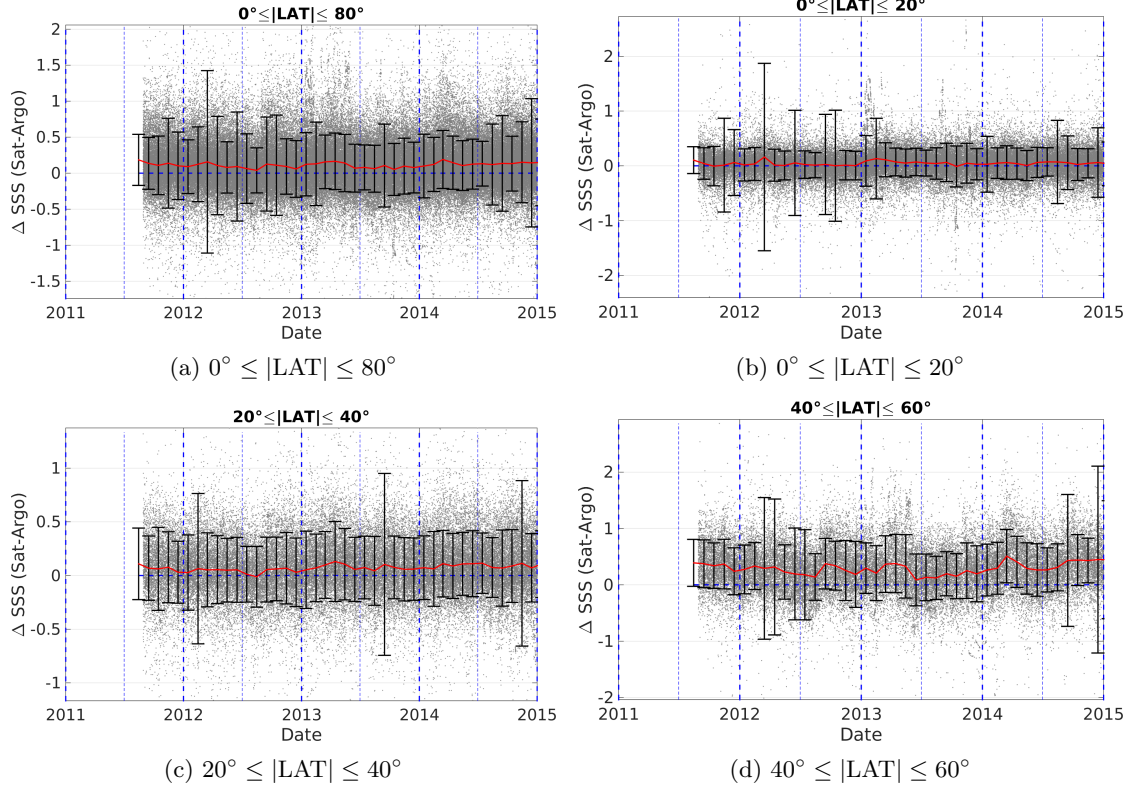 0°≤|LAT|≤ 80°
2
1.5
1
0.5
0
-0.5
-1
-1.5
Δ SSS (Sat-Argo)
2011 2012 2013 2014 2015
Date
(a) 0° ≤ |LAT| ≤ 80°
0°≤|LAT|≤ 20°
2
1
0
-1
-2
Δ SSS (Sat-Argo)
2011 2012 2013 2014 2015
Date
(b) 0° ≤ |LAT| ≤ 20°
20°≤|LAT|≤ 40°
1
0.5
0
-0.5
-1
Δ SSS (Sat-Argo)
2011 2012 2013 2014 2015
Date
(c) 20° ≤ |LAT| ≤ 40°
40°≤|LAT|≤ 60°
2
1
0
-1
-2
Δ SSS (Sat-Argo)
2011 2012 2013 2014 2015
Date
(d) 40° ≤ |LAT| ≤ 60°